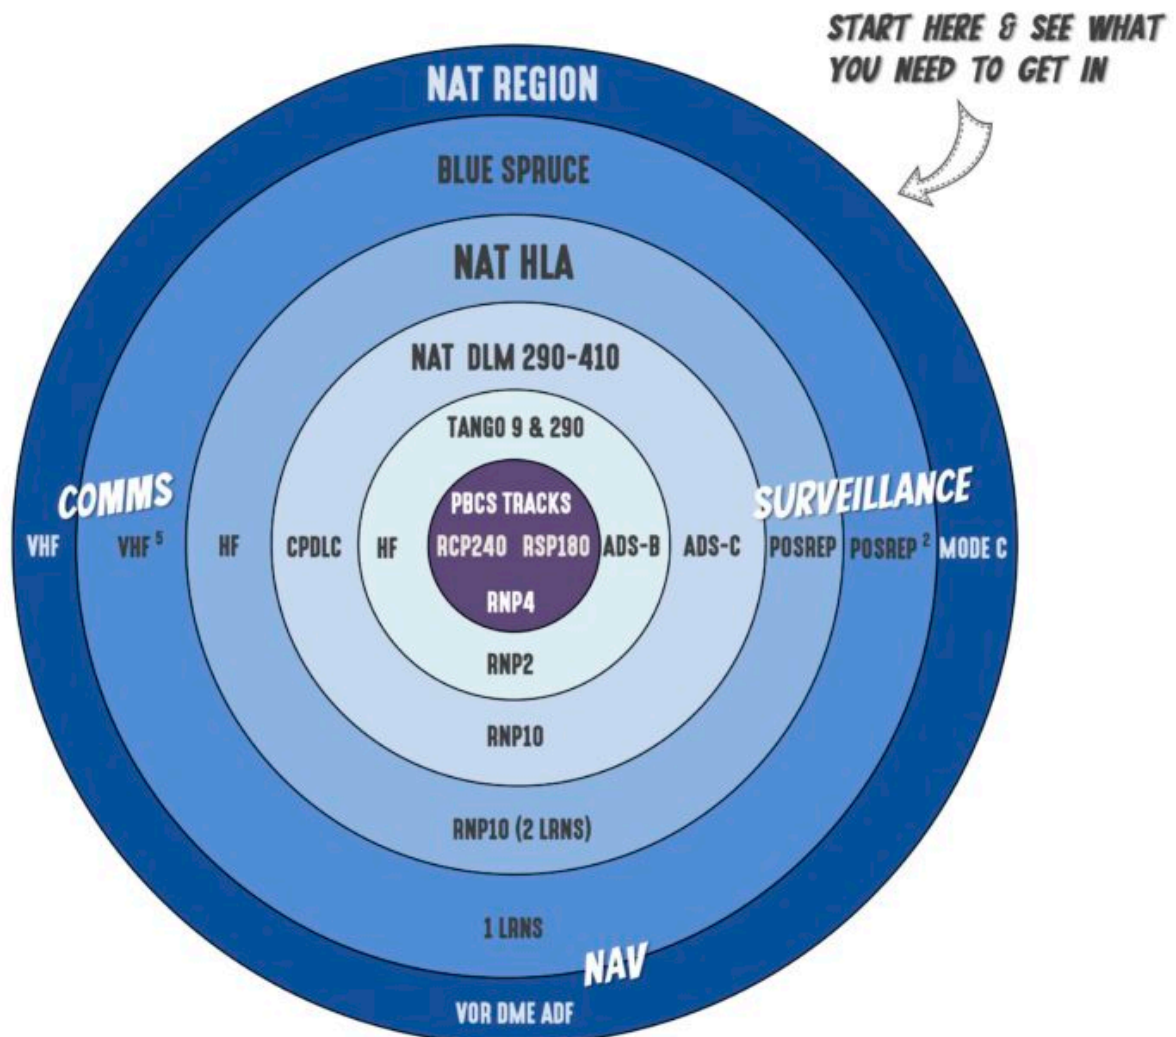 START HERE & SEE WHAT
YOU NEED TO GET IN
NAT REGION
BLUE SPRUCE
NAT HLA
NAT DLM 290-410
TANGO 9 & 290
COMMS
SURVEILLANCE
PBCS TRACKS
VHF VHF 5 HF CPDLC HF RCP240 RSP180 ADS-B ADS-C POSREP POSREP 2 MODE C
RNP4
RNP2
RNP10
RNP10 (2 LRNS)
1 LRNS
NAV
VOR DME ADF